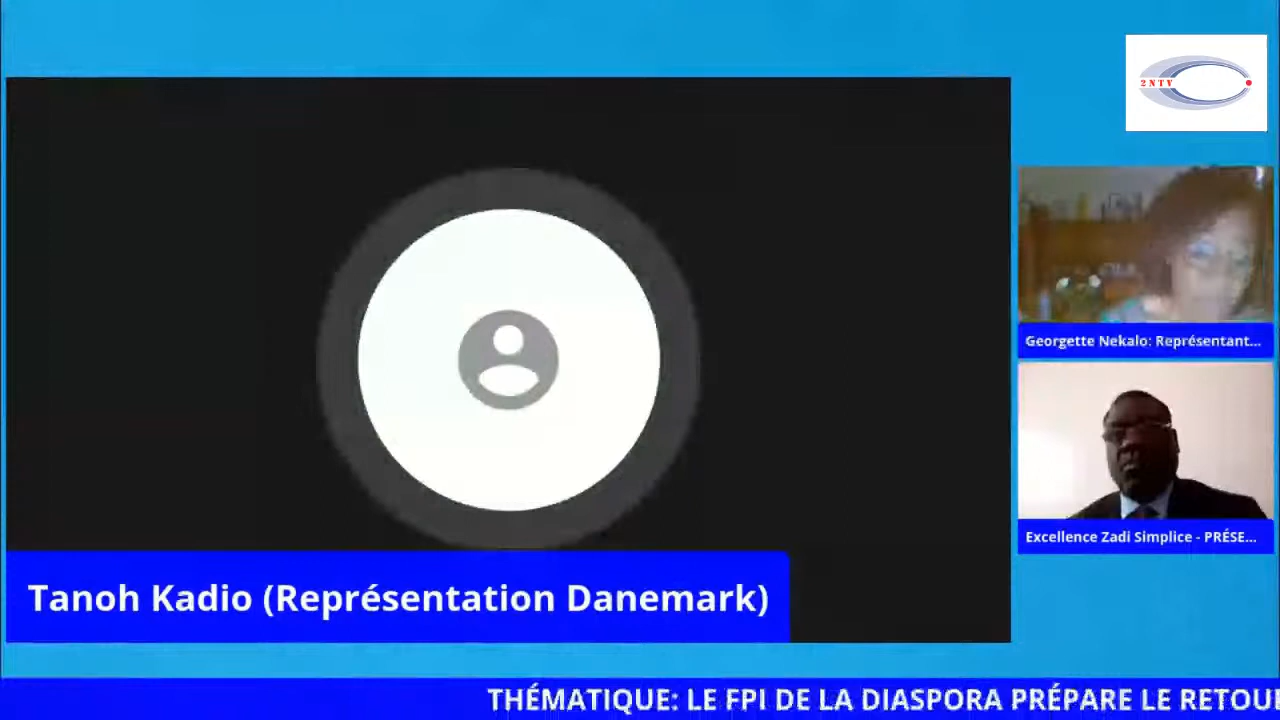 2NTV
Georgette Nekalo: Représentant...
Excellence Zadi Simplice - PRÉSE...
Tanoh Kadio (Représentation Danemark)
THÉMATIQUE: LE FPI DE LA DIASPORA PRÉPARE LE RETOU